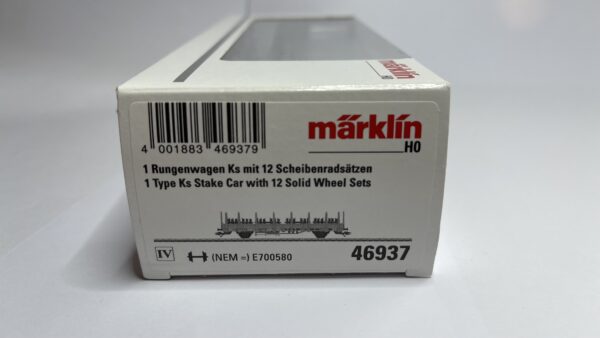 märklin
H0
4 001883 469379
märklin
H0
1 Rungenwagen Ks mit 12 Scheibenradsätzen
1 Type Ks Stake Car with 12 Solid Wheel Sets
IV (NEM =) E700580 46937